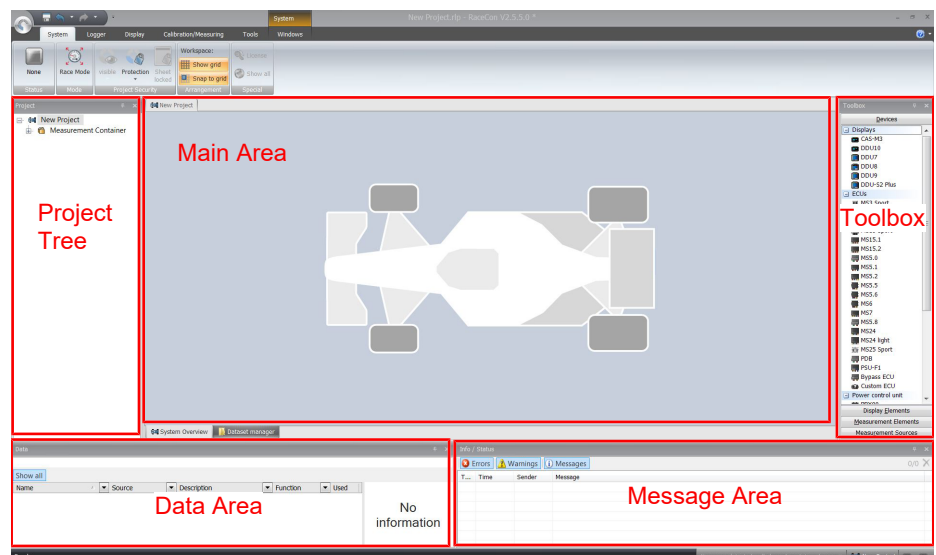 System
New Project.rlp - RaceCon V2.5.5.0 *
System Logger Display Calibration/Measuring Tools Windows
None
Race Mode
visible
Protection
Sheet
locked
Workspace:
Show grid
Snap to grid
License
Show all
Status Mode Project Security Arrangement Special
Project
New Project
Measurement Container
Project
Tree
New Project
Main Area
System Overview Dataset manager
Toolbox
Devices
Displays
CAS-M3
DDU10
DDU7
DDU8
DDU9
DDU-S2 Plus
ECUs
MS3 Sport
Toolbox
MS15.1
MS15.2
MS5.0
MS5.1
MS5.2
MS5.5
MS5.6
MS6
MS7
MS5.8
MS24
MS24 light
MS25 Sport
PDB
PSU-F1
Bypass ECU
Custom ECU
Power control unit
Display Elements
Measurement Elements
Measurement Sources
Data
Show all
Name Source Description Function Used
Data Area
No
information
Info / Status
Errors Warnings Messages 0/0
T... Time Sender Message
Message Area